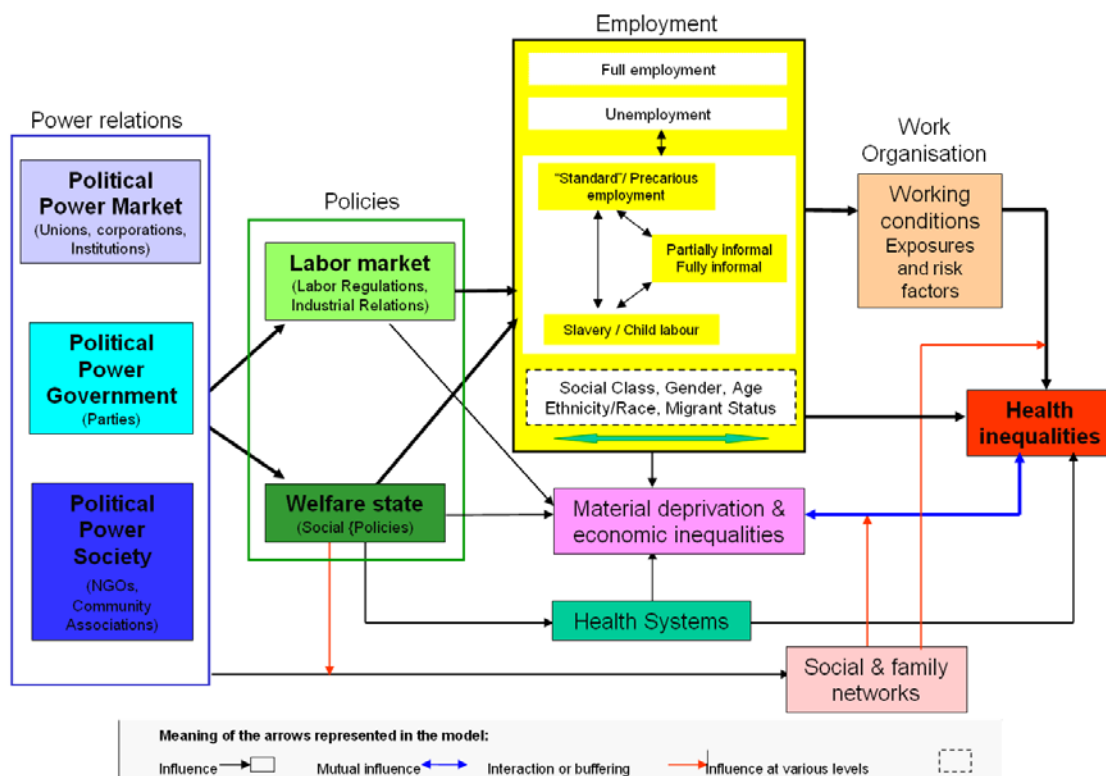 Employment
Full employment
Unemployment
"Standard"/ Precarious
employment
Partially informal
Fully informal
Slavery / Child labour
Social Class, Gender, Age
Ethnicity/Race, Migrant Status
Power relations
Political
Power Market
(Unions, corporations,
Institutions)
Political
Power
Government
(Parties)
Political
Power
Society
(NGOs,
Community
Associations)
Policies
Labor market
(Labor Regulations,
Industrial Relations)
Welfare state
(Social {Policies)
Work
Organisation
Working
conditions
Exposures
and risk
factors
Health
inequalities
Material deprivation &
economic inequalities
Health Systems
Social & family
networks
Meaning of the arrows represented in the model:
Influence Mutual influence Interaction or buffering Influence at various levels